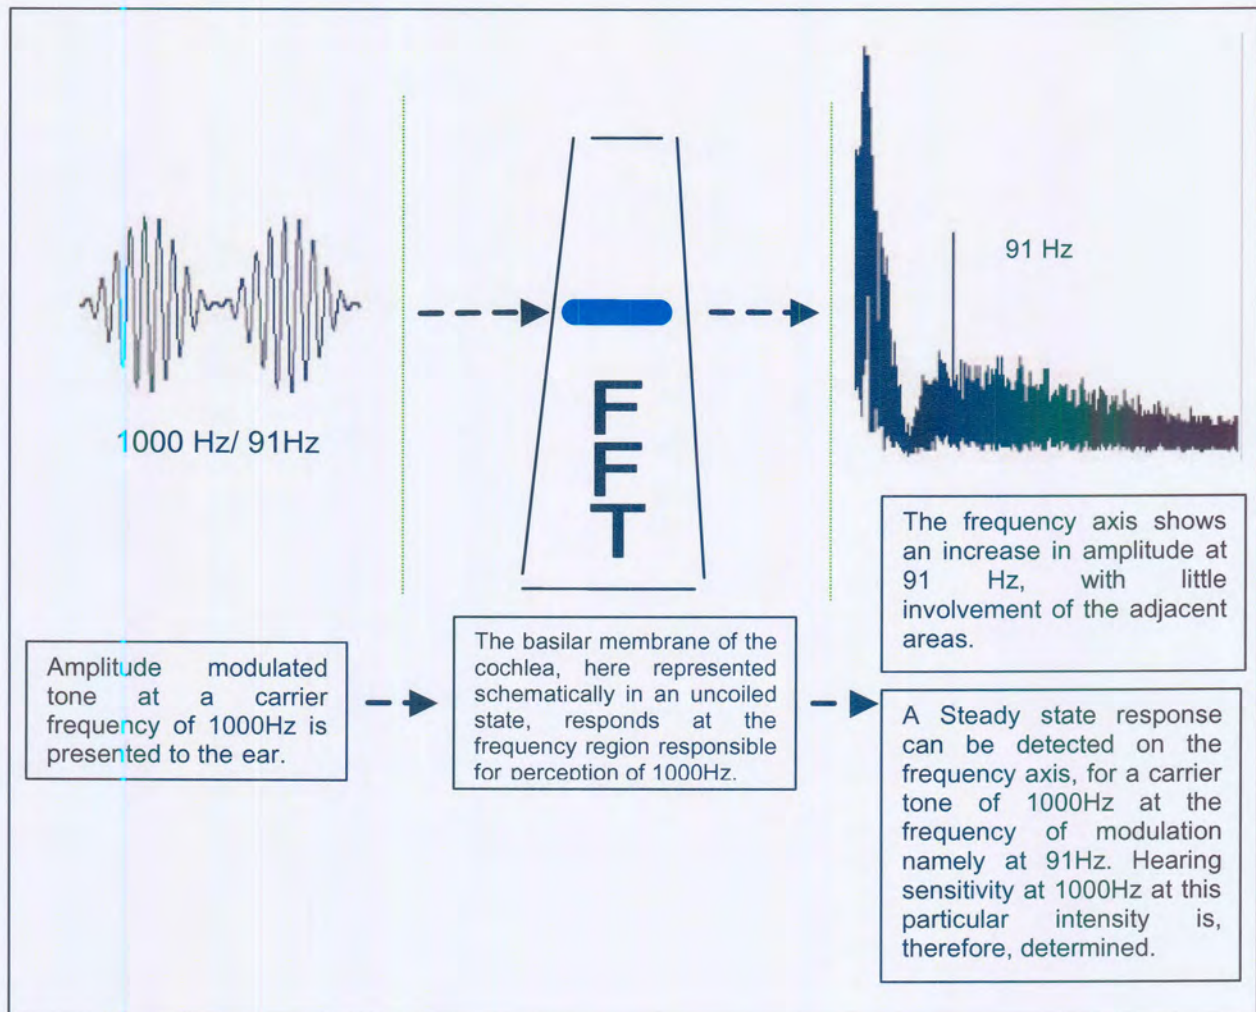 91 Hz
1000 Hz/ 91Hz
F
F
T
The frequency axis shows
an increase in amplitude at
91 Hz, with little
involvement of the adjacent
areas.
Amplitude modulated
tone at a carrier
frequency of 1000Hz is
presented to the ear.
The basilar membrane of the
cochlea, here represented
schematically in an uncoiled
state, responds at the
frequency region responsible
for perception of 1000Hz.
A Steady state response
can be detected on the
frequency axis, for a carrier
tone of 1000Hz at the
frequency of modulation
namely at 91Hz. Hearing
sensitivity at 1000Hz at this
particular intensity is,
therefore, determined.